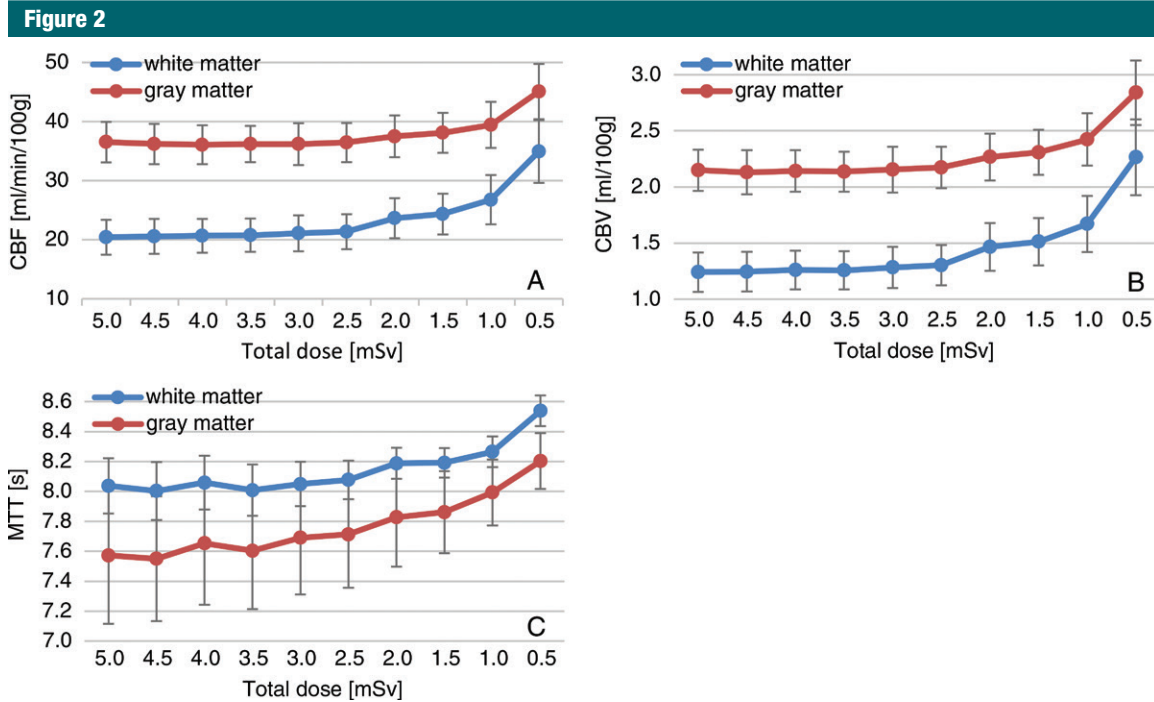 Figure 2
white matter
gray matter
CBF [ml/min/100g]
50
40
30
20
10
A
5.0 4.5 4.0 3.5 3.0 2.5 2.0 1.5 1.0 0.5
Total dose [mSv]
white matter
gray matter
CBV [ml/100g]
3.0
2.5
2.0
1.5
1.0
B
5.0 4.5 4.0 3.5 3.0 2.5 2.0 1.5 1.0 0.5
Total dose [mSv]
white matter
gray matter
MTT [s]
8.6
8.4
8.2
8.0
7.8
7.6
7.4
7.2
7.0
C
5.0 4.5 4.0 3.5 3.0 2.5 2.0 1.5 1.0 0.5
Total dose [mSv]